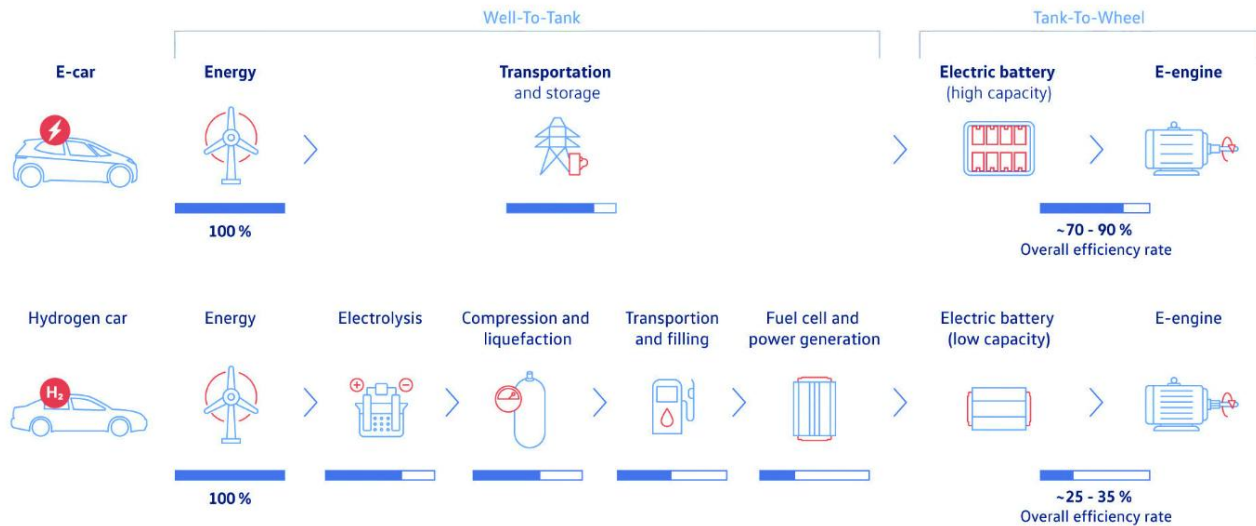 Well-To-Tank
Tank-To-Wheel
E-car
Energy
Transportation
and storage
Electric battery
(high capacity)
E-engine
100 %
~70 - 90 %
Overall efficiency rate
Hydrogen car
Energy
Electrolysis
Compression and
liquefaction
Transportion
and filling
Fuel cell and
power generation
Electric battery
(low capacity)
E-engine
H₂
100 %
~25 - 35 %
Overall efficiency rate